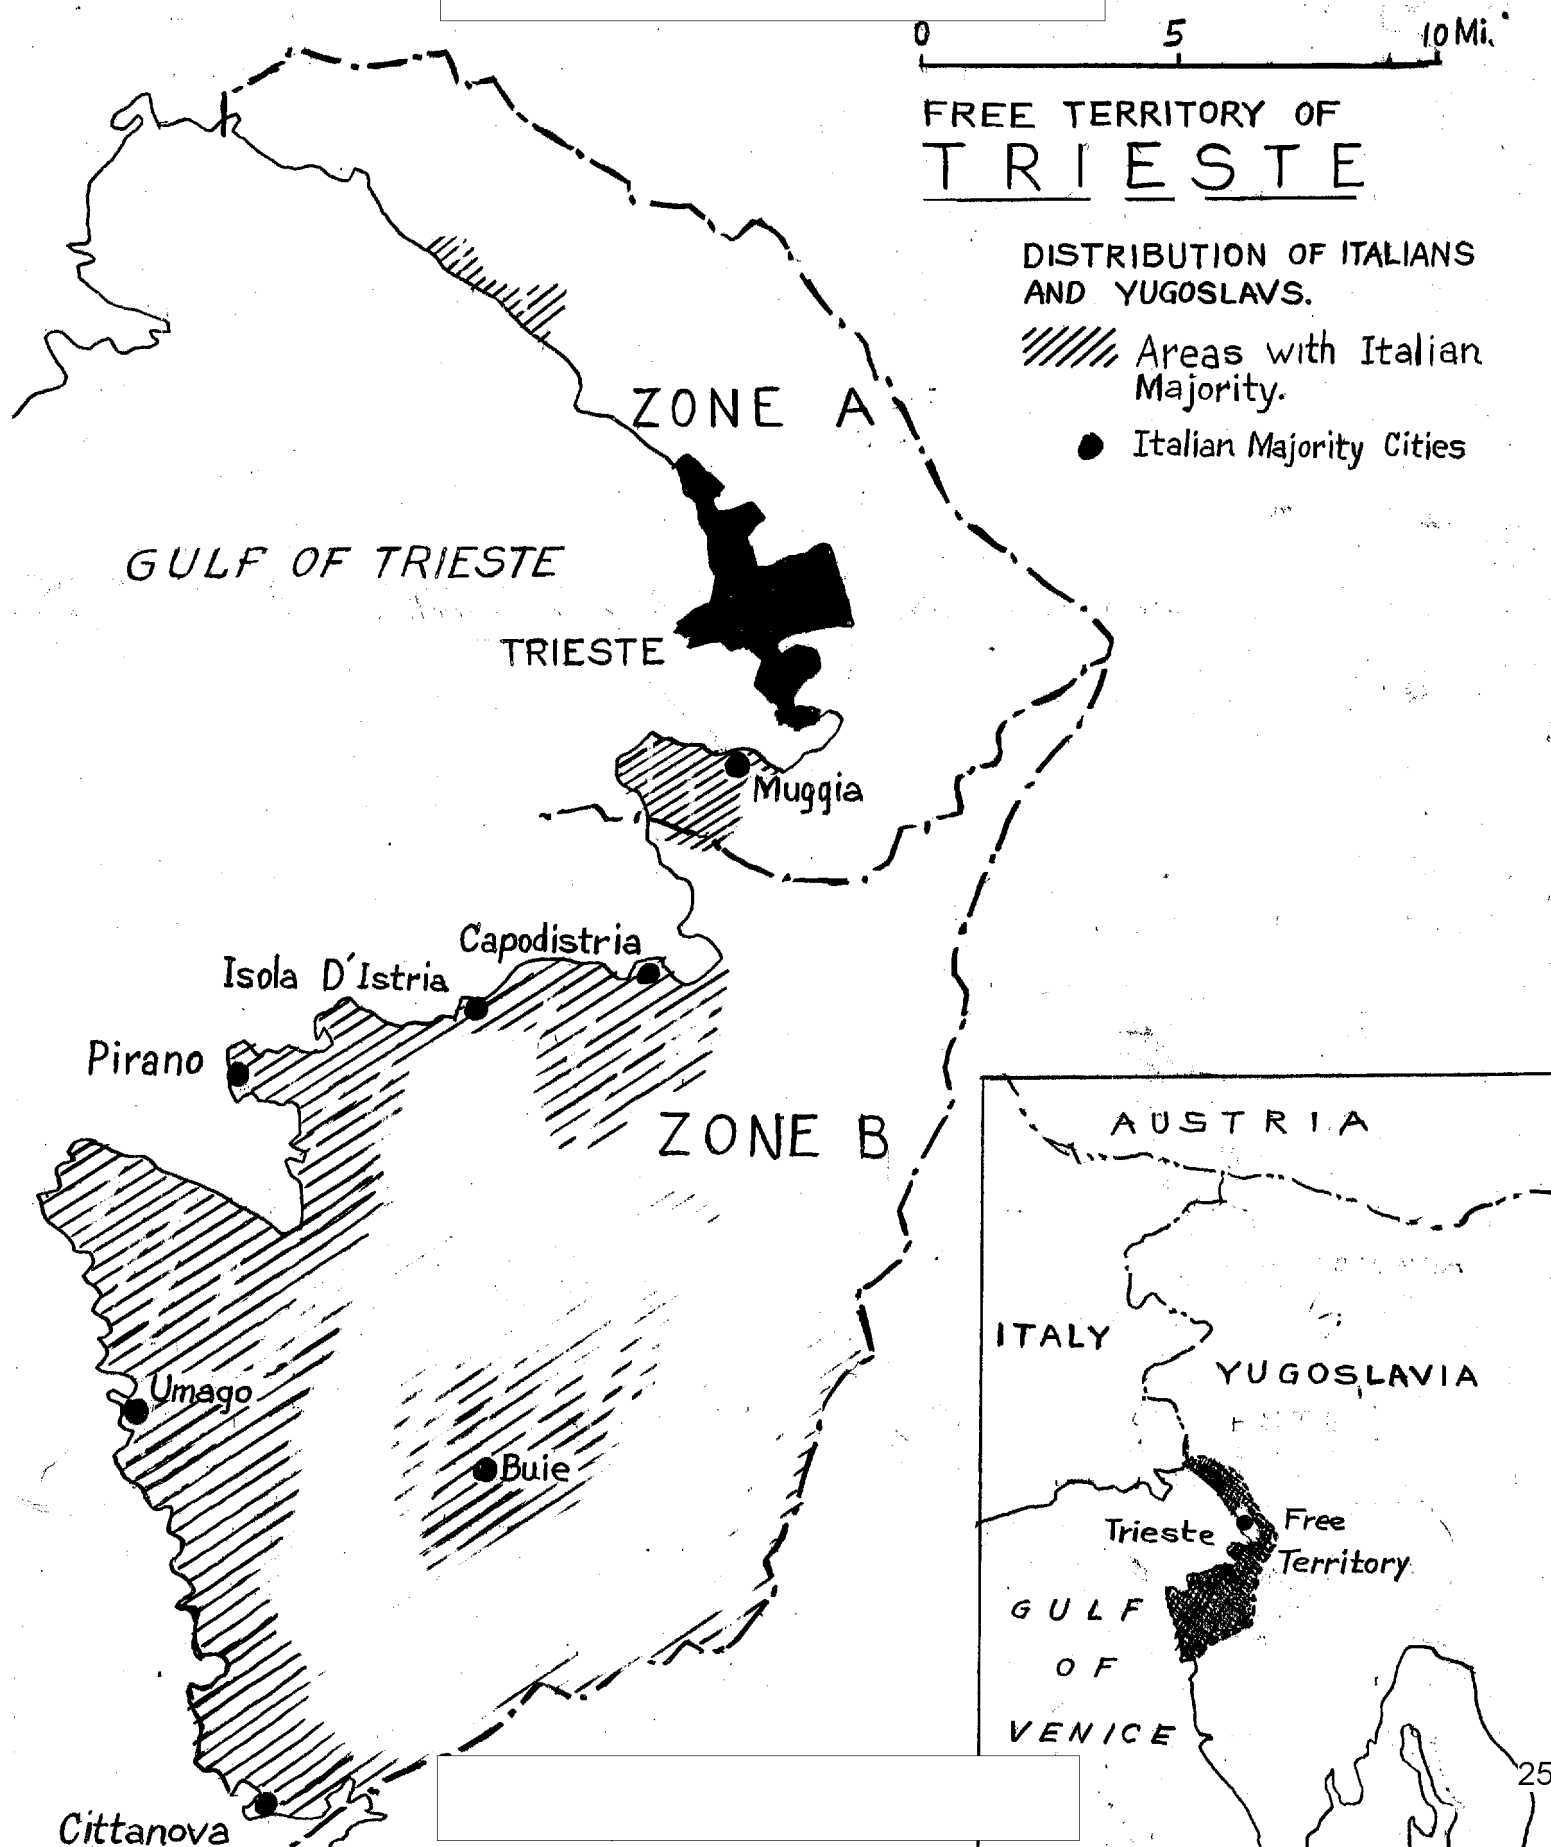 0 5 10 Mi.
FREE TERRITORY OF
TRIESTE
DISTRIBUTION OF ITALIANS
AND YUGOSLAVS.
Areas with Italian
Majority.
Italian Majority Cities
ZONE A
GULF OF TRIESTE
TRIESTE
Muggia
Capodistria
Isola D'Istria
Pirano
ZONE B
Umago
Buie
Cittanova
AUSTRIA
ITALY
YUGOSLAVIA
Trieste
Free
Territory
GULF
OF
VENICE
25